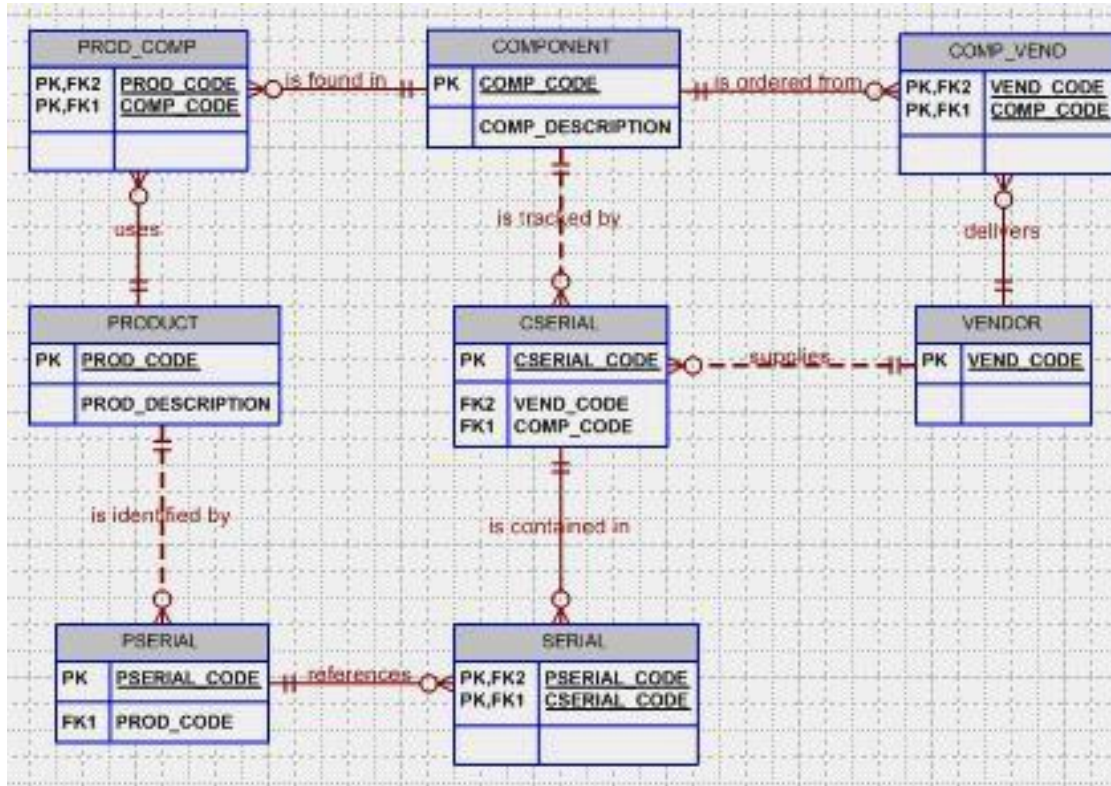 PROD_COMP
PK,FK2 PROD_CODE
PK,FK1 COMP_CODE
is found in
COMPONENT
PK COMP_CODE
COMP_DESCRIPTION
is ordered from
COMP_VEND
PK,FK2 VEND_CODE
PK,FK1 COMP_CODE
uses
is tracked by
delivers
PRODUCT
PK PROD_CODE
PROD_DESCRIPTION
CSERIAL
PK CSERIAL_CODE
FK2 VEND_CODE
FK1 COMP_CODE
supplies
VENDOR
PK VEND_CODE
is identified by
is contained in
PSERIAL
PK PSERIAL_CODE
FK1 PROD_CODE
references
SERIAL
PK,FK2 PSERIAL_CODE
PK,FK1 CSERIAL_CODE